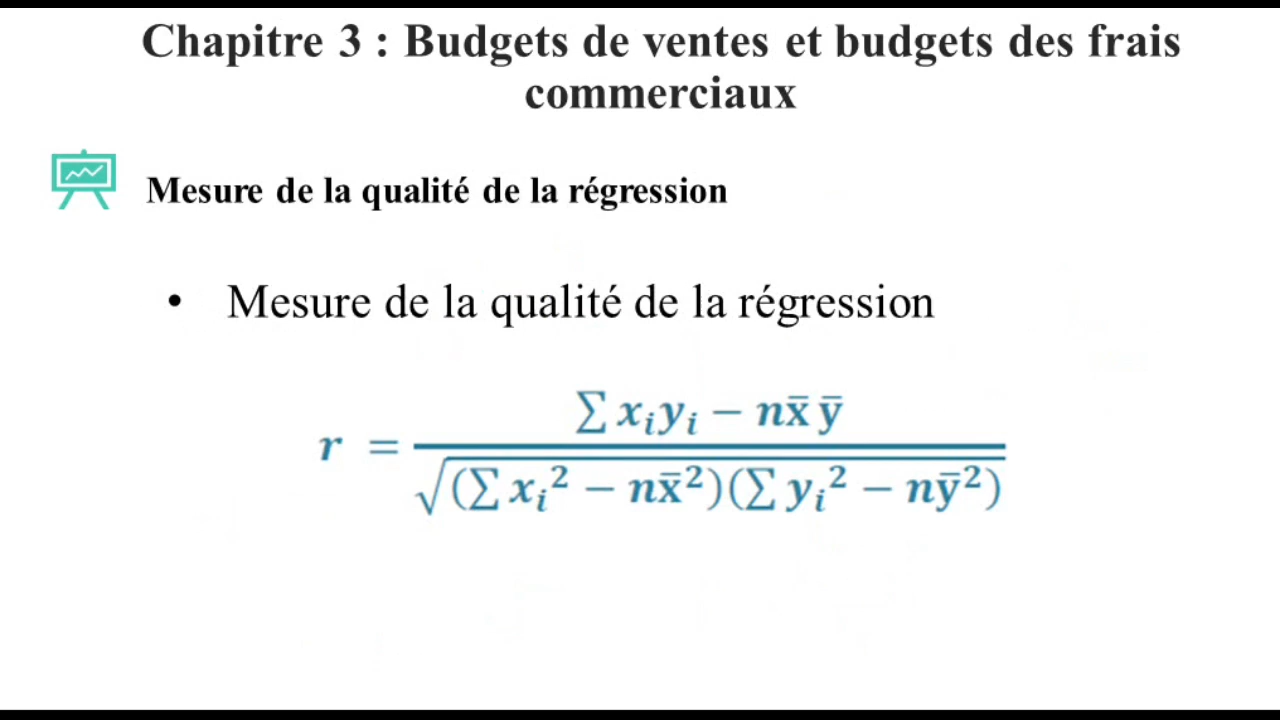 Chapitre 3 : Budgets de ventes et budgets des frais
commerciaux
Mesure de la qualité de la régression
• Mesure de la qualité de la régression
r = (∑ xᵢyᵢ − nx̄ ȳ) / √((∑ xᵢ² − nx̄²)(∑ yᵢ² − nȳ²))